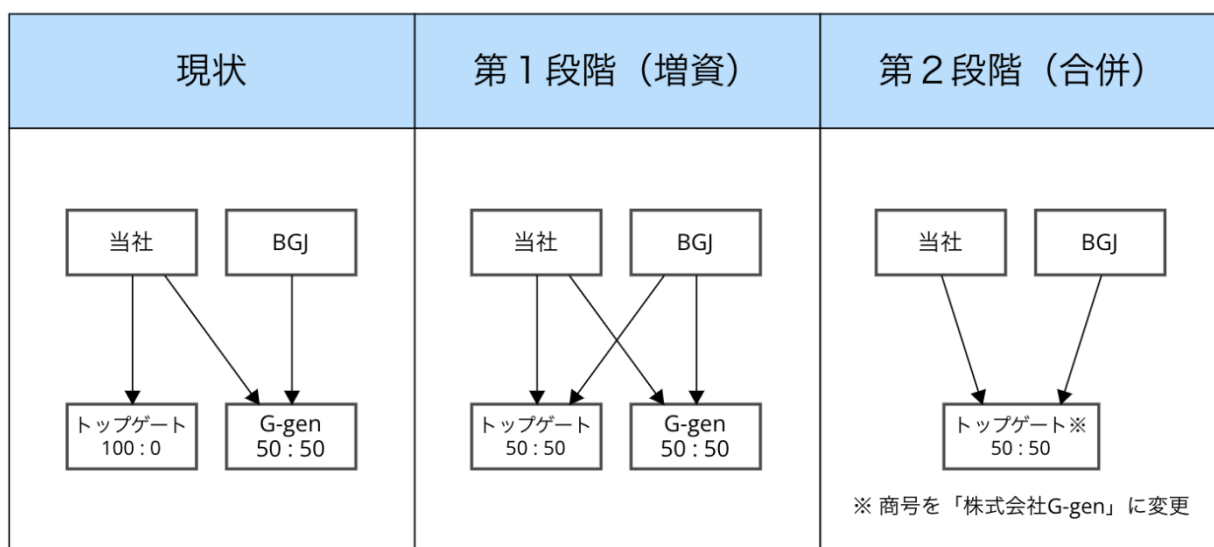 現状
第1段階（増資）
第2段階（合併）
当社
BGJ
トップゲート
100 : 0
G-gen
50 : 50
当社
BGJ
トップゲート
50 : 50
G-gen
50 : 50
当社
BGJ
トップゲート※
50 : 50
※ 商号を「株式会社G-gen」に変更